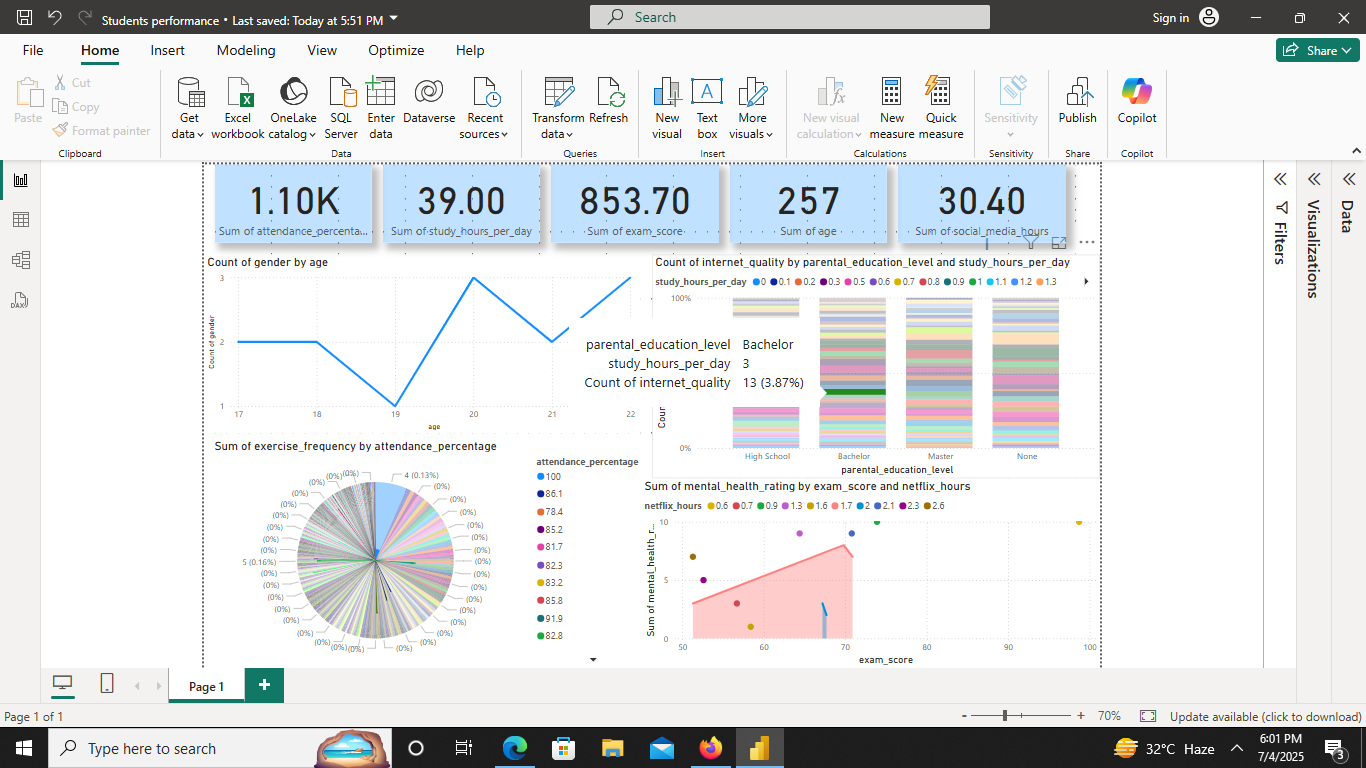 Students performance • Last saved: Today at 5:51 PM
Search
Sign in
File Home Insert Modeling View Optimize Help
Share
Paste
Cut
Copy
Format painter
Clipboard
Get data
Excel workbook
OneLake catalog
SQL Server
Enter data
Dataverse
Recent sources
Data
Transform data
Refresh
Queries
New visual
Text box
More visuals
Insert
New visual calculation
New measure
Quick measure
Calculations
Sensitivity
Sensitivity
Publish
Share
Copilot
Copilot
1.10K
Sum of attendance_percenta...
39.00
Sum of study_hours_per_day
853.70
Sum of exam_score
257
Sum of age
30.40
Sum of social_media_hours
Filters
Visualizations
Data
DAX
Count of gender by age
Count of gender
3
2
1
17 18 19 20 21 22
age
Count of internet_quality by parental_education_level and study_hours_per_day
study_hours_per_day 0 0.1 0.2 0.3 0.5 0.6 0.7 0.8 0.9 1 1.1 1.2 1.3
100%
0%
Cour
High School Bachelor Master None
parental_education_level
parental_education_level Bachelor
study_hours_per_day 3
Count of internet_quality 13 (3.87%)
Sum of exercise_frequency by attendance_percentage
4 (0.13%)
5 (0.16%)
(0%)
attendance_percentage
100
86.1
78.4
85.2
81.7
82.3
83.2
85.8
91.9
82.8
Sum of mental_health_rating by exam_score and netflix_hours
netflix_hours 0.6 0.7 0.9 1.3 1.6 1.7 2 2.1 2.3 2.6
Sum of mental_health_r...
10
5
0
50 60 70 80 90 100
exam_score
Page 1
Page 1 of 1
70%
Update available (click to download)
Type here to search
32°C Haze
6:01 PM
7/4/2025
3